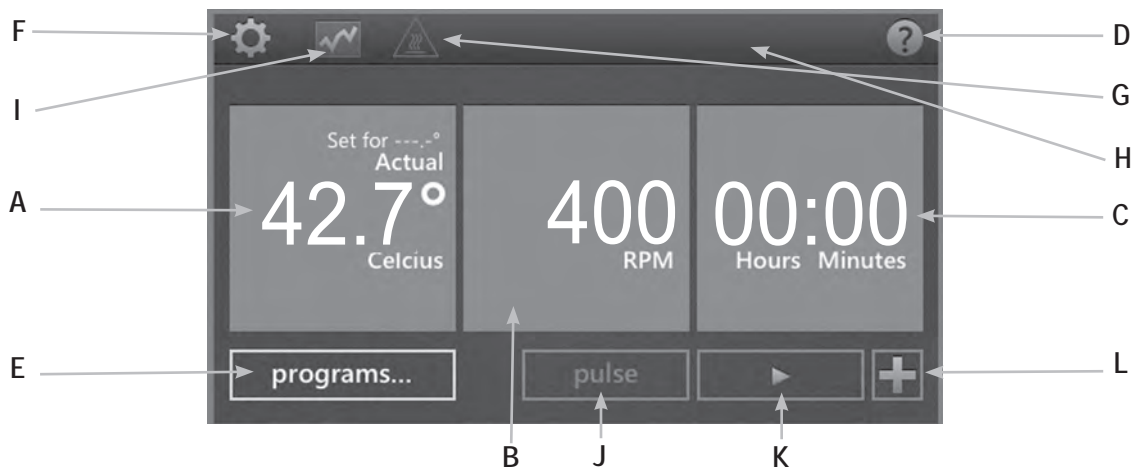 F
D
I
G
H
Set for ---.-°
Actual
A
42.7°
400
00:00
C
Celcius
RPM
Hours Minutes
E
programs...
pulse
L
B
J
K